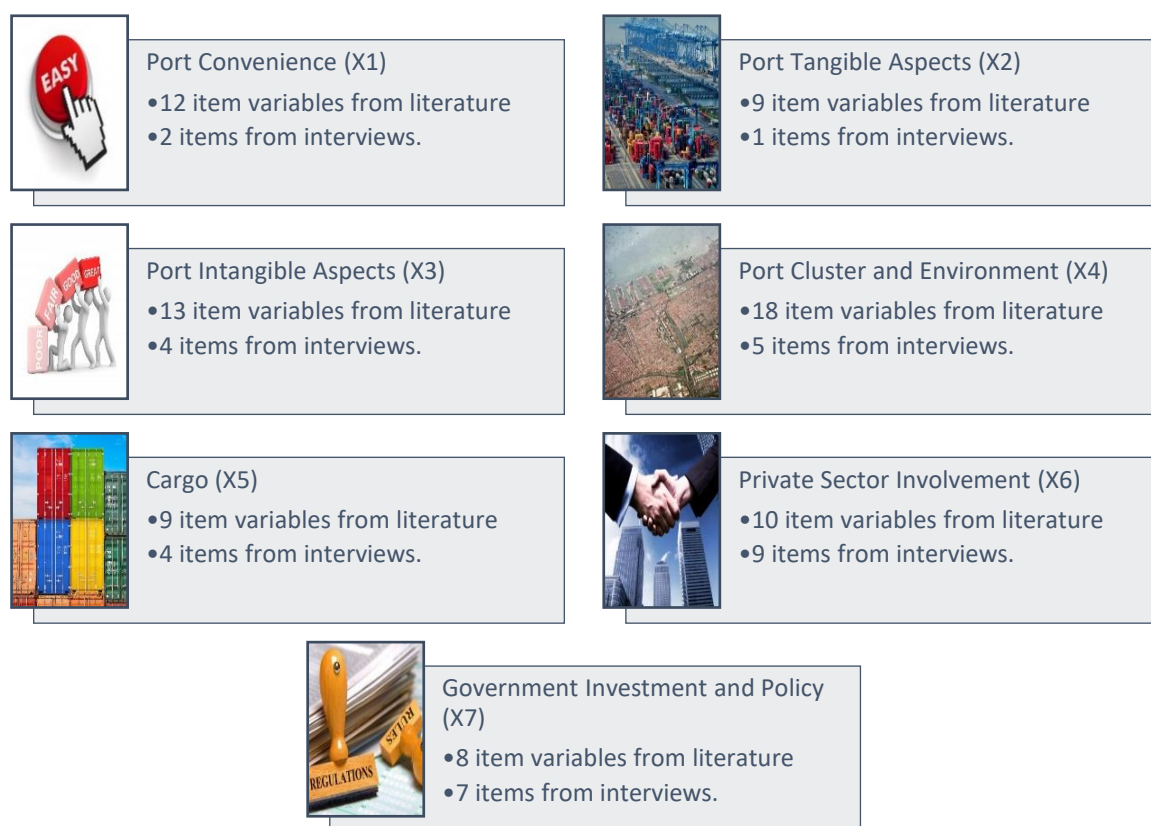 EASY
Port Convenience (X1)
•12 item variables from literature
•2 items from interviews.
Port Tangible Aspects (X2)
•9 item variables from literature
•1 items from interviews.
POOR
FAIR
GOOD
GREAT
Port Intangible Aspects (X3)
•13 item variables from literature
•4 items from interviews.
Port Cluster and Environment (X4)
•18 item variables from literature
•5 items from interviews.
Cargo (X5)
•9 item variables from literature
•4 items from interviews.
Private Sector Involvement (X6)
•10 item variables from literature
•9 items from interviews.
RULES
REGULATIONS
Government Investment and Policy
(X7)
•8 item variables from literature
•7 items from interviews.